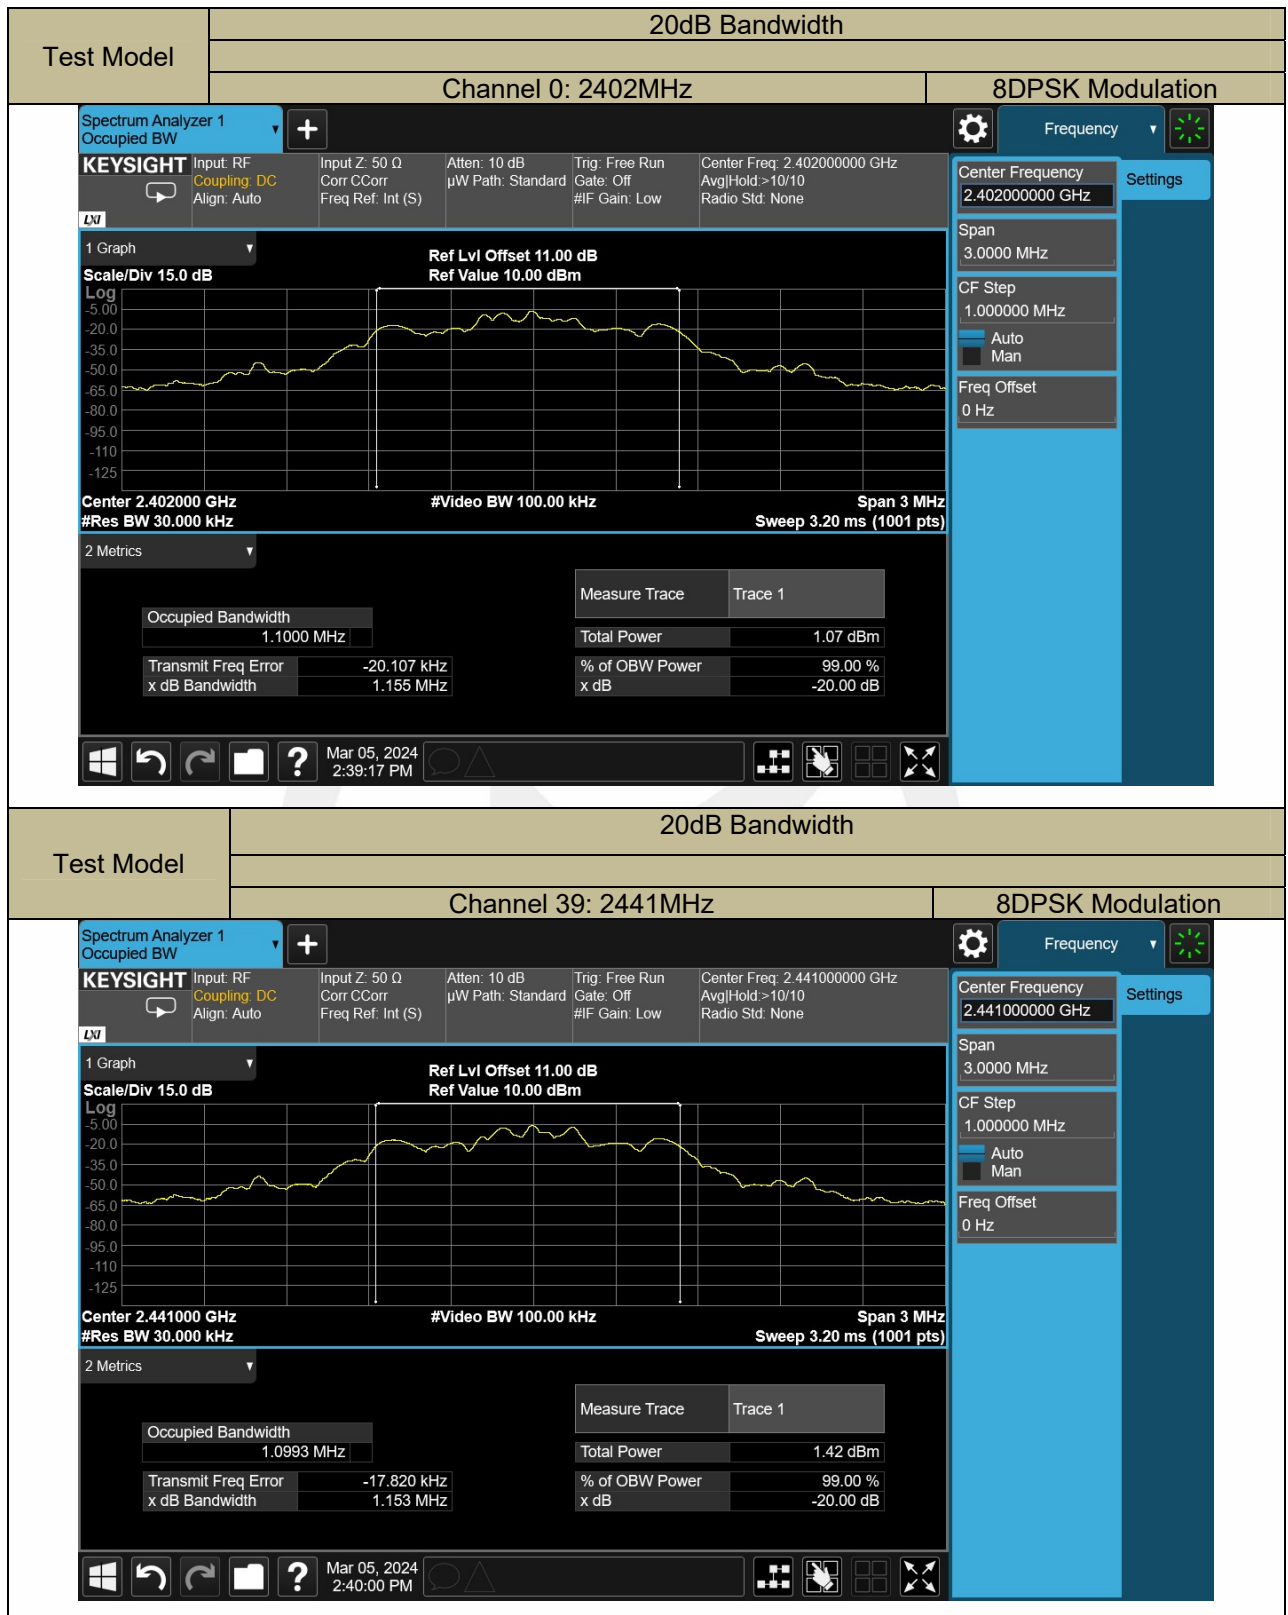 20dB Bandwidth
Test Model
Channel 0: 2402MHz
8DPSK Modulation
Spectrum Analyzer 1
Occupied BW
Frequency
KEYSIGHT
LXI
Input: RF
Coupling: DC
Align: Auto
Input Z: 50 Ω
Corr CCorr
Freq Ref: Int (S)
Atten: 10 dB
µW Path: Standard
Trig: Free Run
Gate: Off
#IF Gain: Low
Center Freq: 2.402000000 GHz
Avg|Hold:>10/10
Radio Std: None
Center Frequency
2.402000000 GHz
Settings
Span
3.0000 MHz
CF Step
1.000000 MHz
Auto
Man
Freq Offset
0 Hz
1 Graph
Scale/Div 15.0 dB
Ref Lvl Offset 11.00 dB
Ref Value 10.00 dBm
Log
-5.00
-20.0
-35.0
-50.0
-65.0
-80.0
-95.0
-110
-125
Center 2.402000 GHz
#Video BW 100.00 kHz
Span 3 MHz
#Res BW 30.000 kHz
Sweep 3.20 ms (1001 pts)
2 Metrics
Measure Trace
Trace 1
Occupied Bandwidth
1.1000 MHz
Total Power
1.07 dBm
Transmit Freq Error
-20.107 kHz
% of OBW Power
99.00 %
x dB Bandwidth
1.155 MHz
x dB
-20.00 dB
?
Mar 05, 2024
2:39:17 PM
20dB Bandwidth
Test Model
Channel 39: 2441MHz
8DPSK Modulation
Spectrum Analyzer 1
Occupied BW
Frequency
KEYSIGHT
LXI
Input: RF
Coupling: DC
Align: Auto
Input Z: 50 Ω
Corr CCorr
Freq Ref: Int (S)
Atten: 10 dB
µW Path: Standard
Trig: Free Run
Gate: Off
#IF Gain: Low
Center Freq: 2.441000000 GHz
Avg|Hold:>10/10
Radio Std: None
Center Frequency
2.441000000 GHz
Settings
Span
3.0000 MHz
CF Step
1.000000 MHz
Auto
Man
Freq Offset
0 Hz
1 Graph
Scale/Div 15.0 dB
Ref Lvl Offset 11.00 dB
Ref Value 10.00 dBm
Log
-5.00
-20.0
-35.0
-50.0
-65.0
-80.0
-95.0
-110
-125
Center 2.441000 GHz
#Video BW 100.00 kHz
Span 3 MHz
#Res BW 30.000 kHz
Sweep 3.20 ms (1001 pts)
2 Metrics
Measure Trace
Trace 1
Occupied Bandwidth
1.0993 MHz
Total Power
1.42 dBm
Transmit Freq Error
-17.820 kHz
% of OBW Power
99.00 %
x dB Bandwidth
1.153 MHz
x dB
-20.00 dB
?
Mar 05, 2024
2:40:00 PM